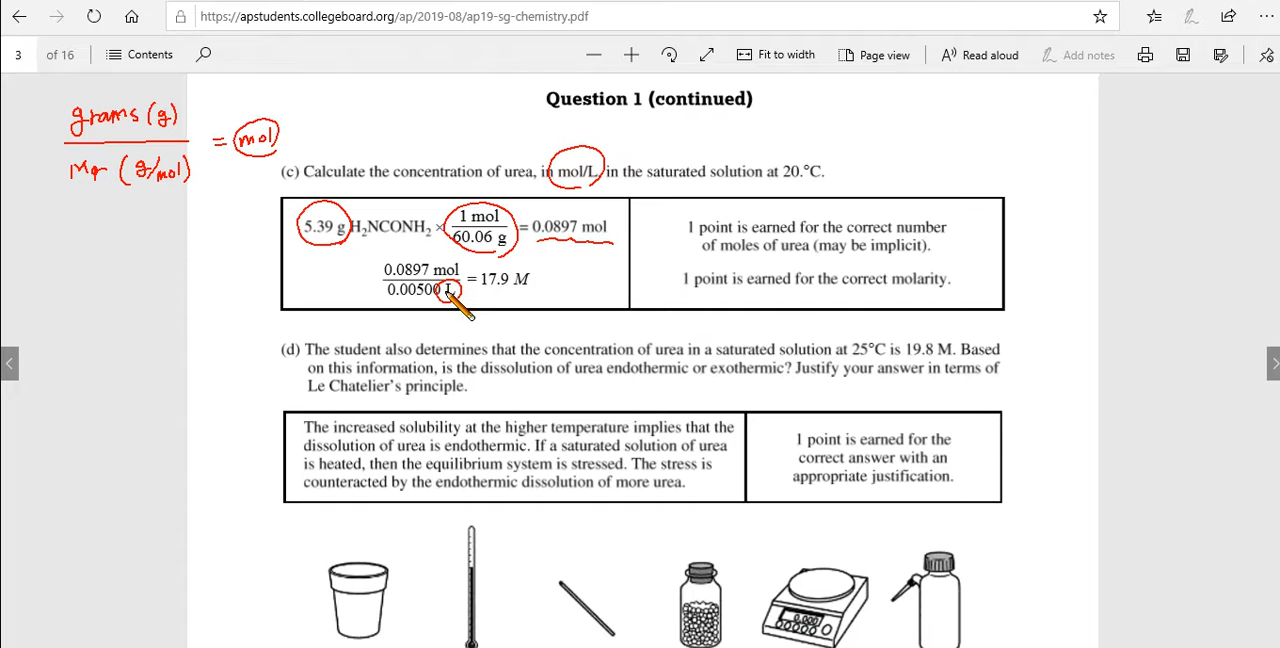 https://apstudents.collegeboard.org/ap/2019-08/ap19-sg-chemistry.pdf
3 of 16 Contents Fit to width Page view Read aloud Add notes
Question 1 (continued)
grams (g)
= mol
Mr (g/mol)
(c) Calculate the concentration of urea, in mol/L, in the saturated solution at 20.°C.
5.39 g H₂NCONH₂ × 1 mol / 60.06 g = 0.0897 mol
0.0897 mol / 0.00500 L = 17.9 M
1 point is earned for the correct number
of moles of urea (may be implicit).
1 point is earned for the correct molarity.
(d) The student also determines that the concentration of urea in a saturated solution at 25°C is 19.8 M. Based
on this information, is the dissolution of urea endothermic or exothermic? Justify your answer in terms of
Le Chatelier's principle.
The increased solubility at the higher temperature implies that the
dissolution of urea is endothermic. If a saturated solution of urea
is heated, then the equilibrium system is stressed. The stress is
counteracted by the endothermic dissolution of more urea.
1 point is earned for the
correct answer with an
appropriate justification.
0.000